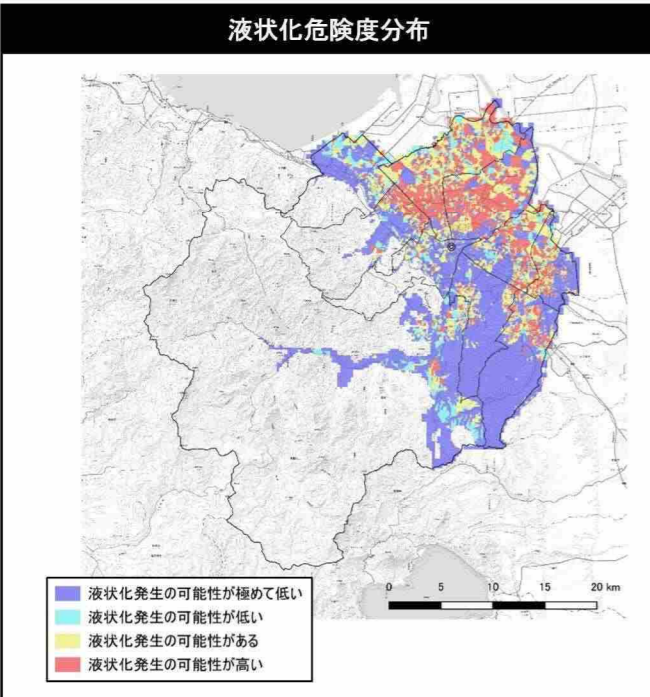 液状化危険度分布
0 5 10 15 20 km
液状化発生の可能性が極めて低い
液状化発生の可能性が低い
液状化発生の可能性がある
液状化発生の可能性が高い